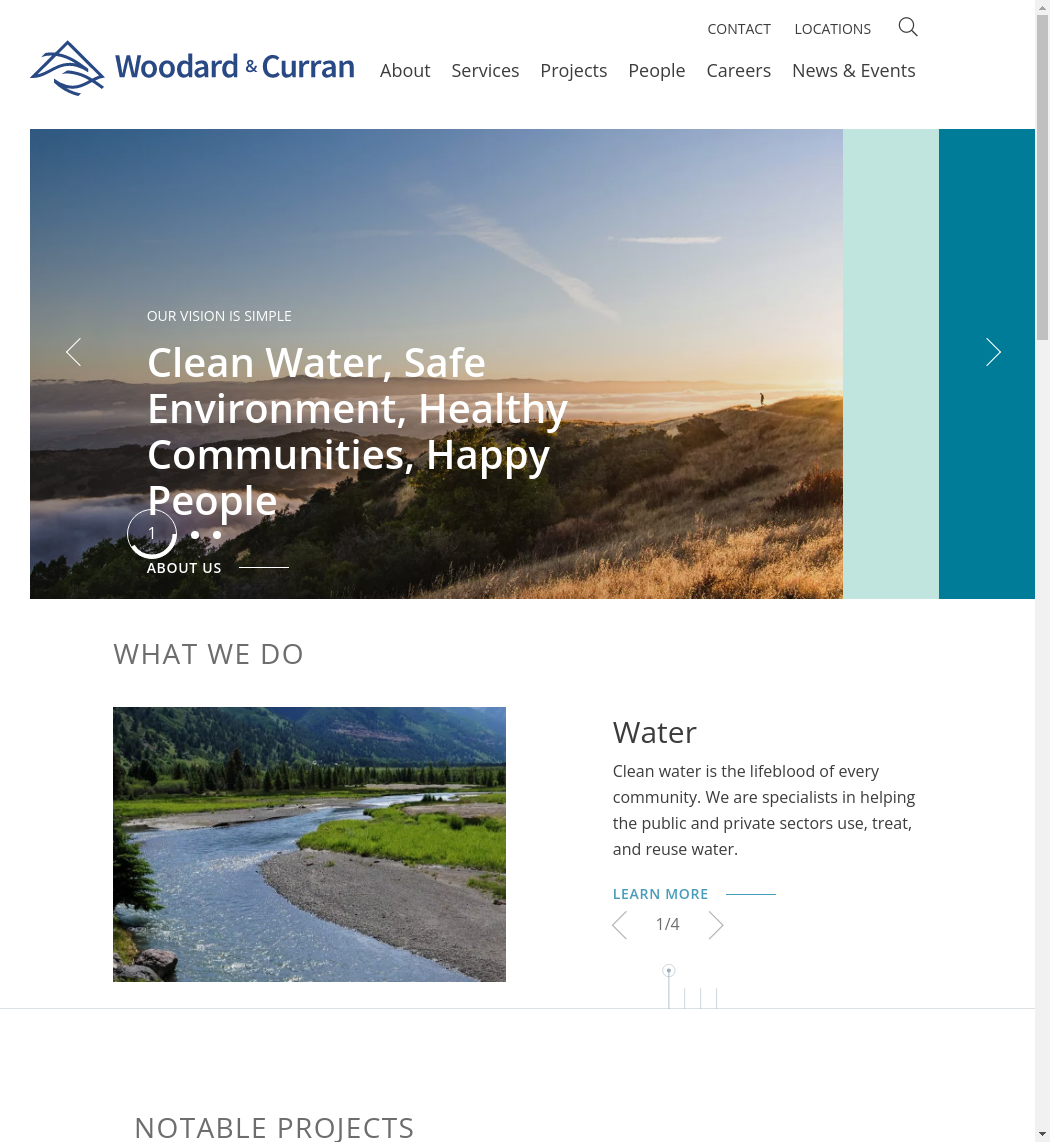 CONTACT LOCATIONS
Woodard & Curran
About Services Projects People Careers News & Events
OUR VISION IS SIMPLE
Clean Water, Safe
Environment, Healthy
Communities, Happy
People
1
ABOUT US
WHAT WE DO
Water
Clean water is the lifeblood of every
community. We are specialists in helping
the public and private sectors use, treat,
and reuse water.
LEARN MORE
1/4
NOTABLE PROJECTS